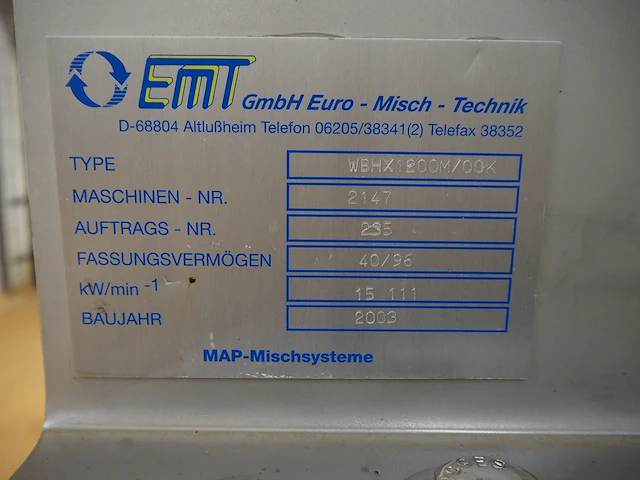 EMT GmbH Euro - Misch - Technik
D-68804 Altlußheim Telefon 06205/38341(2) Telefax 38352
TYPE WBHX1200M/OOK
MASCHINEN - NR. 2147
AUFTRAGS - NR. 235
FASSUNGSVERMÖGEN 40/96
kW/min -1 15 111
BAUJAHR 2003
MAP-Mischsysteme